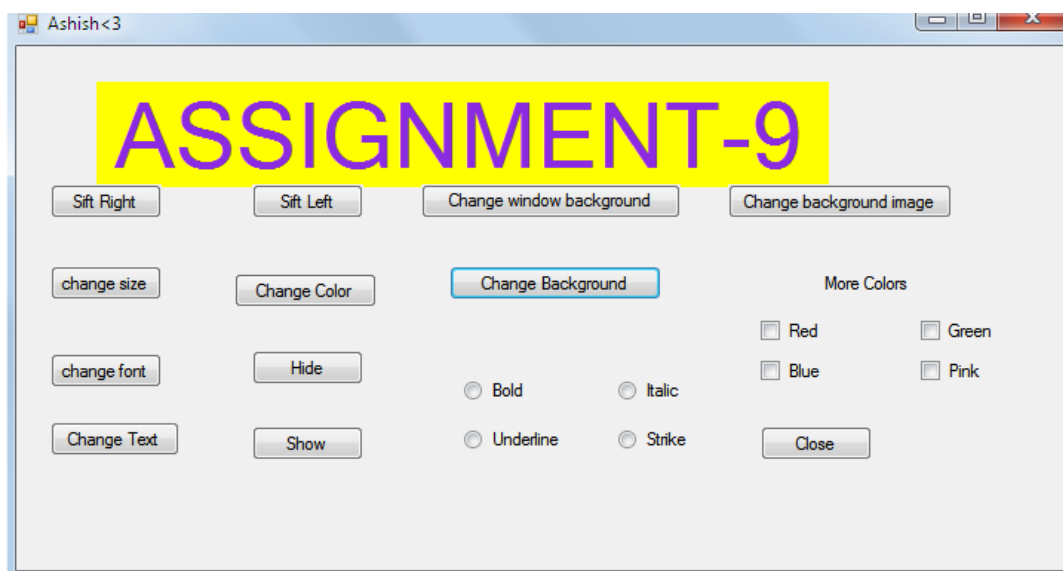 Ashish<3
ASSIGNMENT-9
Sift Right Sift Left Change window background Change background image
change size Change Color Change Background More Colors
Red Green
change font Hide Blue Pink
Bold Italic
Change Text Show Underline Strike Close